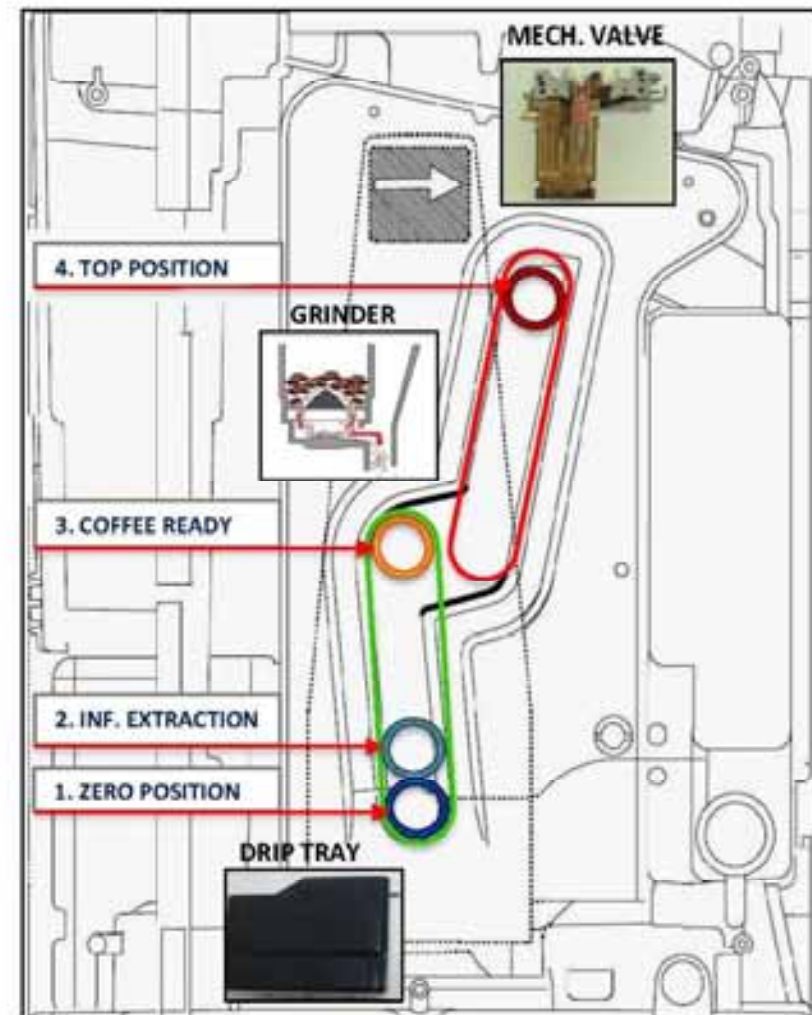 MECH. VALVE
4. TOP POSITION
GRINDER
3. COFFEE READY
2. INF. EXTRACTION
1. ZERO POSITION
DRIP TRAY